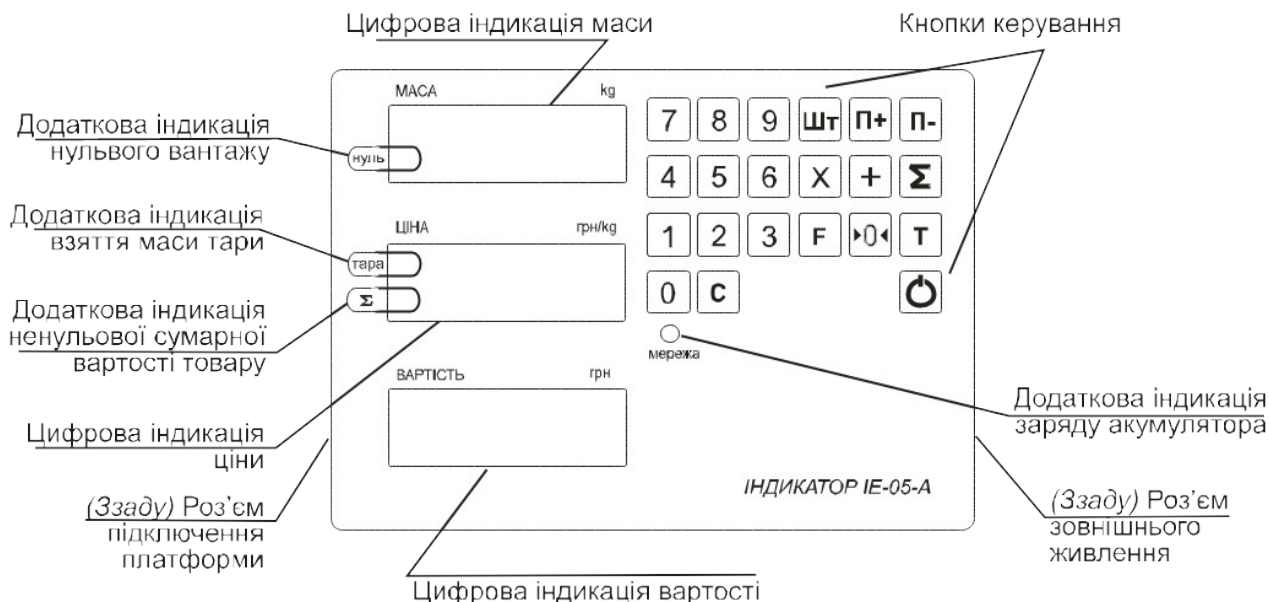 Цифрова індикація маси
Кнопки керування
МАСА kg
7 8 9 Шт П+ П-
Додаткова індикація
нульвого вантажу
нуль
4 5 6 X + Σ
Додаткова індикація
взяття маси тари
ЦІНА грн/kg
1 2 3 F ▸0◂ T
тара
Σ
0 C
Додаткова індикація
ненульової сумарної
вартості товару
мережа
ВАРТІСТЬ грн
Додаткова індикація
заряду акумулятора
Цифрова індикація
ціни
ІНДИКАТОР ІЕ-05-А
(Ззаду) Роз’єм
підключення
платформи
(Ззаду) Роз’єм
зовнішнього
живлення
Цифрова індикація вартості